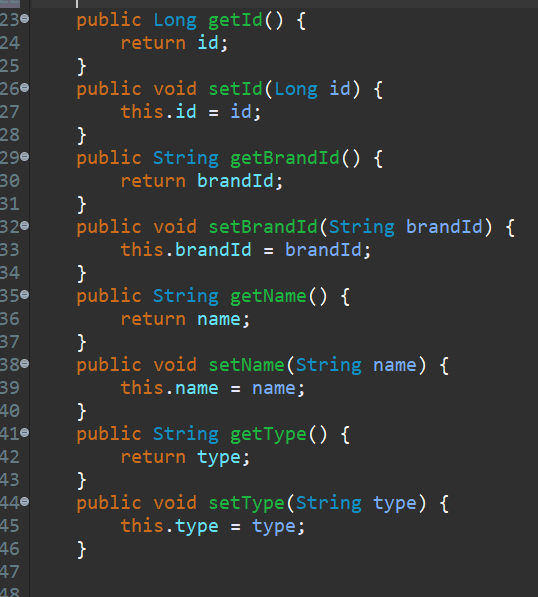 23 public Long getId() {
24 return id;
25 }
26 public void setId(Long id) {
27 this.id = id;
28 }
29 public String getBrandId() {
30 return brandId;
31 }
32 public void setBrandId(String brandId) {
33 this.brandId = brandId;
34 }
35 public String getName() {
36 return name;
37 }
38 public void setName(String name) {
39 this.name = name;
40 }
41 public String getType() {
42 return type;
43 }
44 public void setType(String type) {
45 this.type = type;
46 }
47
48